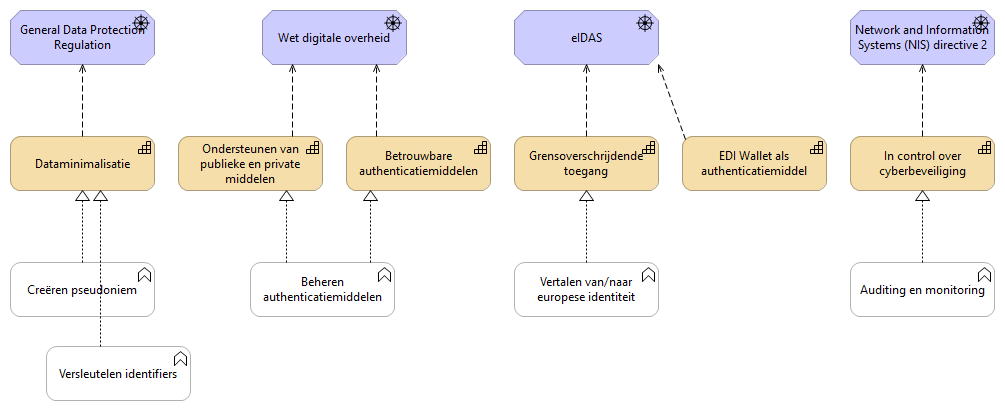 General Data Protection
Regulation
Wet digitale overheid
eIDAS
Network and Information
Systems (NIS) directive 2
Dataminimalisatie
Ondersteunen van
publieke en private
middelen
Betrouwbare
authenticatiemiddelen
Grensoverschrijdende
toegang
EDI Wallet als
authenticatiemiddel
In control over
cyberbeveiliging
Creëren pseudoniem
Beheren
authenticatiemiddelen
Vertalen van/naar
europese identiteit
Auditing en monitoring
Versleutelen identifiers